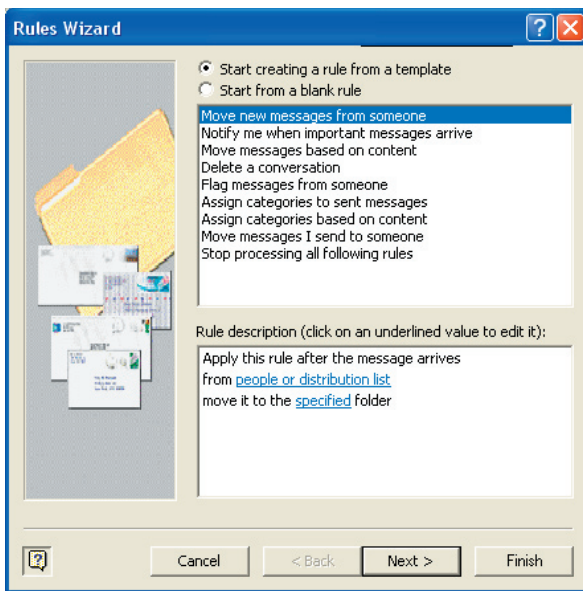 Rules Wizard
Start creating a rule from a template
Start from a blank rule
Move new messages from someone
Notify me when important messages arrive
Move messages based on content
Delete a conversation
Flag messages from someone
Assign categories to sent messages
Assign categories based on content
Move messages I send to someone
Stop processing all following rules
Rule description (click on an underlined value to edit it):
Apply this rule after the message arrives
from people or distribution list
move it to the specified folder
Cancel
< Back
Next >
Finish